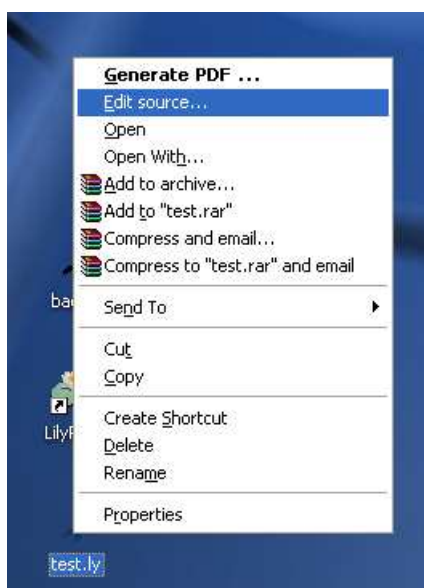 Generate PDF ...
Edit source...
Open
Open With...
Add to archive...
Add to "test.rar"
Compress and email...
Compress to "test.rar" and email
Send To
Cut
Copy
Create Shortcut
Delete
Rename
Properties
test.ly